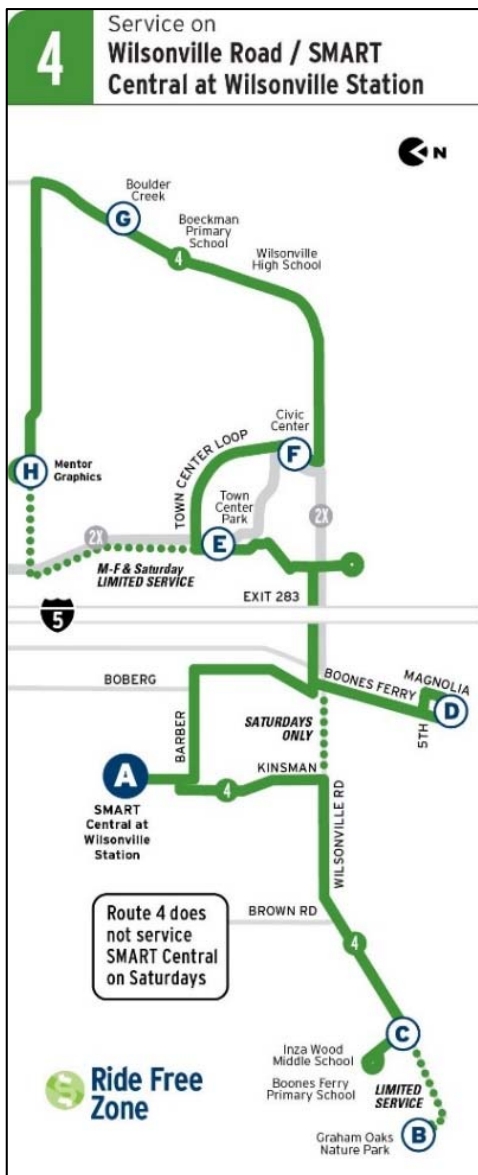 4
Service on
Wilsonville Road / SMART
Central at Wilsonville Station
N
Boulder
Creek
G
Boeckman
Primary
School
4
Wilsonville
High School
Civic
Center
F
TOWN CENTER LOOP
H
Mentor
Graphics
Town
Center
Park
E
2X
2X
M-F & Saturday
LIMITED SERVICE
EXIT 283
5
BOBERG
BOONES FERRY
MAGNOLIA
D
5TH
BARBER
SATURDAYS
ONLY
A
KINSMAN
4
SMART
Central at
Wilsonville
Station
WILSONVILLE RD
Route 4 does
not service
SMART Central
on Saturdays
BROWN RD
4
C
Inza Wood
Middle School
Boones Ferry
Primary School
LIMITED
SERVICE
Graham Oaks
Nature Park
B
S
Ride Free
Zone